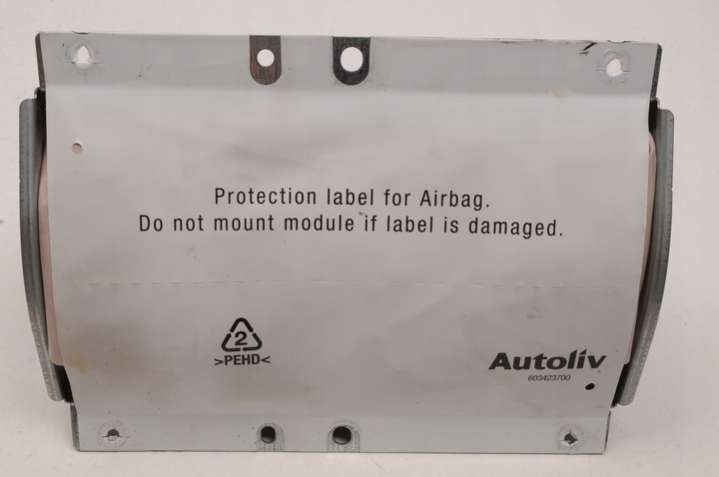 Protection label for Airbag.
Do not mount module if label is damaged.
2
>PEHD<
Autoliv
603423700